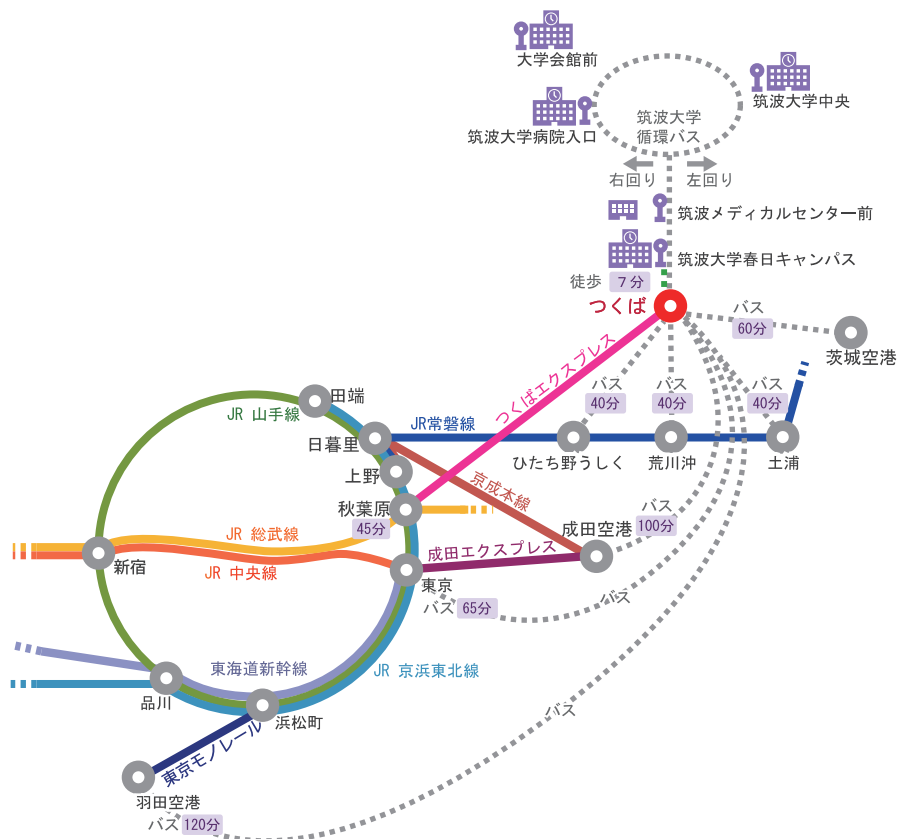 大学会館前
筑波大学中央
筑波大学病院入口
筑波大学
循環バス
右回り
左回り
筑波メディカルセンター前
筑波大学春日キャンパス
徒歩 7分
つくば
バス
60分
茨城空港
つくばエクスプレス
バス
40分
バス
40分
バス
40分
田端
JR 山手線
日暮里
JR常磐線
ひたち野うしく
荒川沖
土浦
上野
京成本線
秋葉原
45分
バス
100分
成田空港
JR 総武線
成田エクスプレス
新宿
JR 中央線
東京
バス 65分
バス
東海道新幹線
JR 京浜東北線
品川
浜松町
バス
東京モノレール
羽田空港
バス 120分